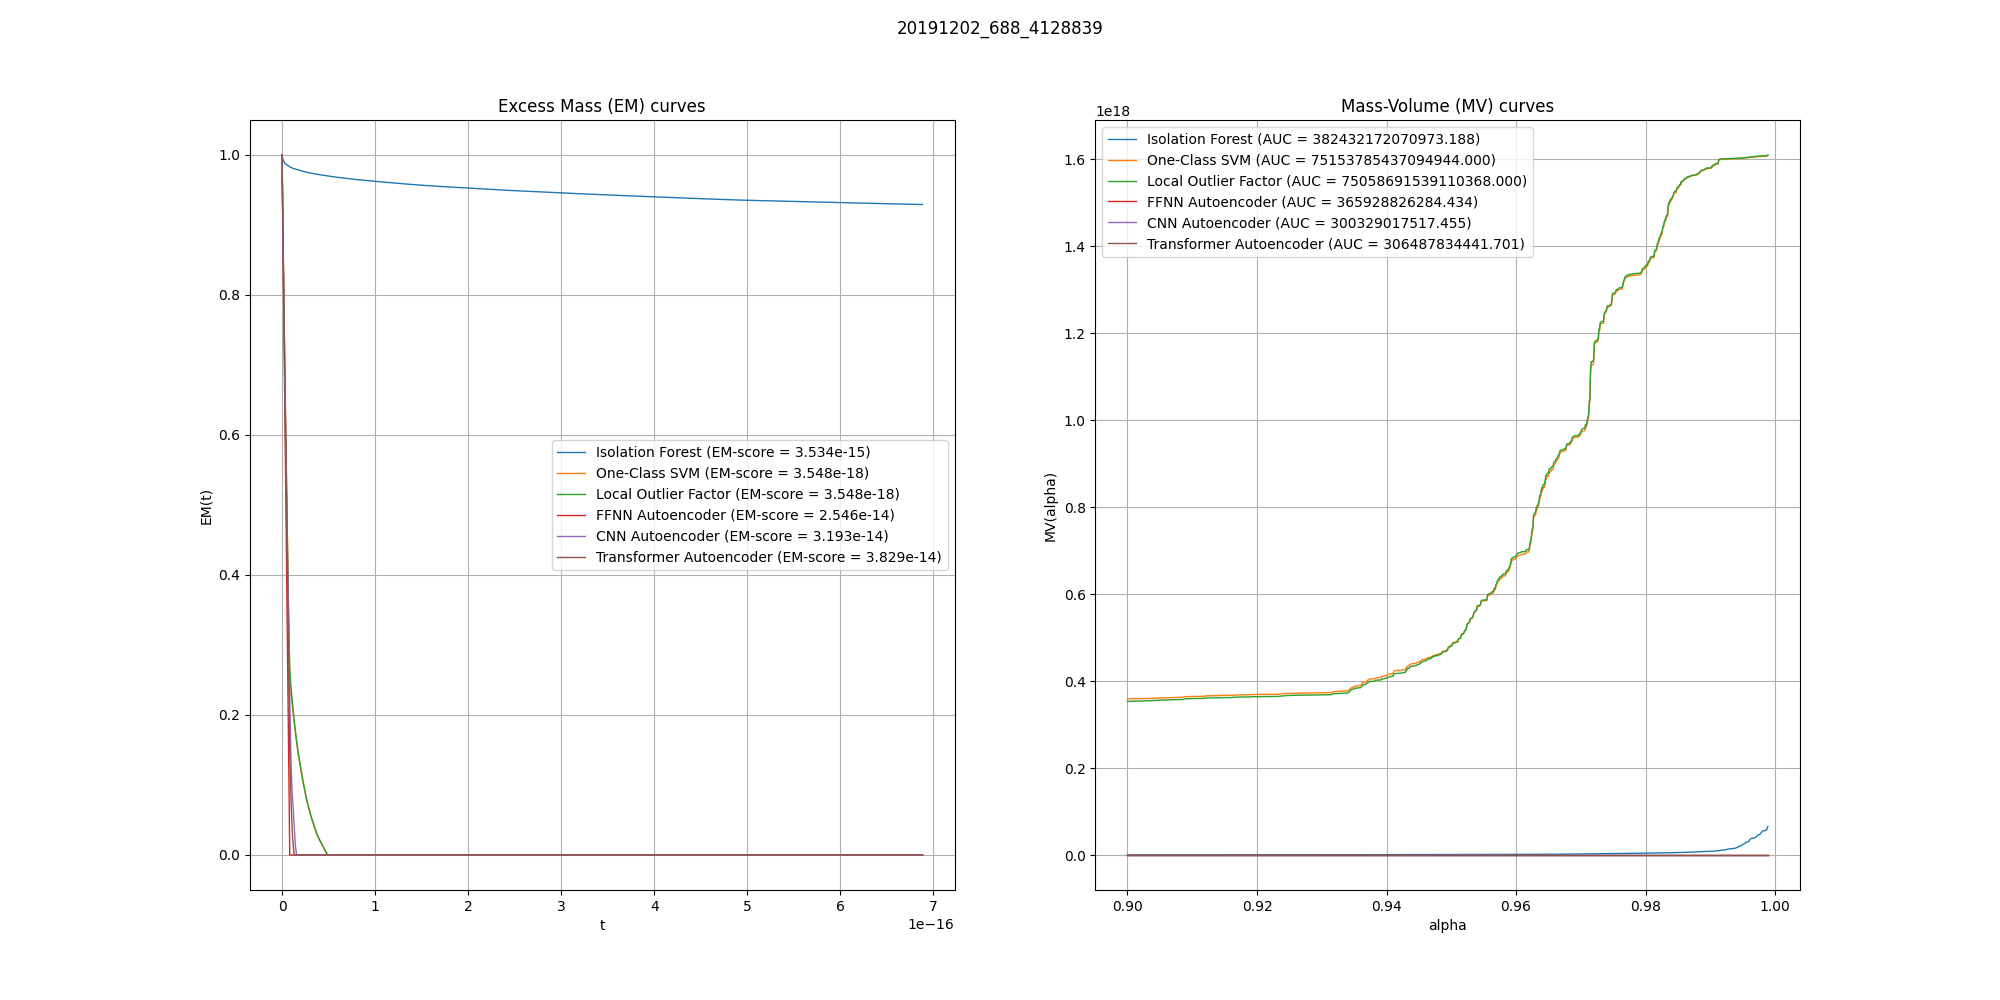 20191202_688_4128839
Excess Mass (EM) curves
EM(t)
1.0
0.8
0.6
0.4
0.2
0.0
Isolation Forest (EM-score = 3.534e-15)
One-Class SVM (EM-score = 3.548e-18)
Local Outlier Factor (EM-score = 3.548e-18)
FFNN Autoencoder (EM-score = 2.546e-14)
CNN Autoencoder (EM-score = 3.193e-14)
Transformer Autoencoder (EM-score = 3.829e-14)
0 1 2 3 4 5 6 7
1e−16
t
Mass-Volume (MV) curves
1e18
MV(alpha)
1.6
1.4
1.2
1.0
0.8
0.6
0.4
0.2
0.0
Isolation Forest (AUC = 382432172070973.188)
One-Class SVM (AUC = 75153785437094944.000)
Local Outlier Factor (AUC = 75058691539110368.000)
FFNN Autoencoder (AUC = 365928826284.434)
CNN Autoencoder (AUC = 300329017517.455)
Transformer Autoencoder (AUC = 306487834441.701)
0.90 0.92 0.94 0.96 0.98 1.00
alpha